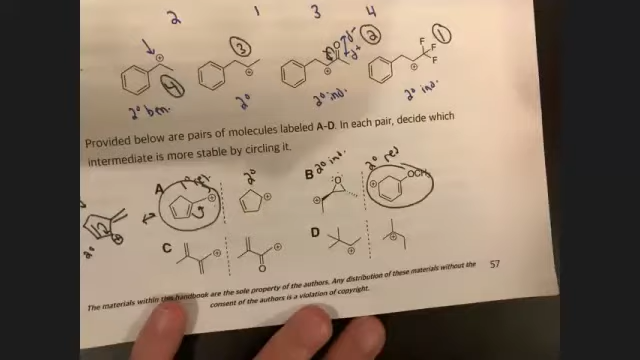 2 1 3 4
3 O δ- 2 F 1
F
δ+ F
4
2° ben. 2° 2° ind. 2° ind.
Provided below are pairs of molecules labeled A-D. In each pair, decide which
intermediate is more stable by circling it.
A 1° res. 2° B 2° ind. 2° res
O OCH3
2°
C D
O
The materials within this handbook are the sole property of the authors. Any distribution of these materials without the
consent of the authors is a violation of copyright.
57